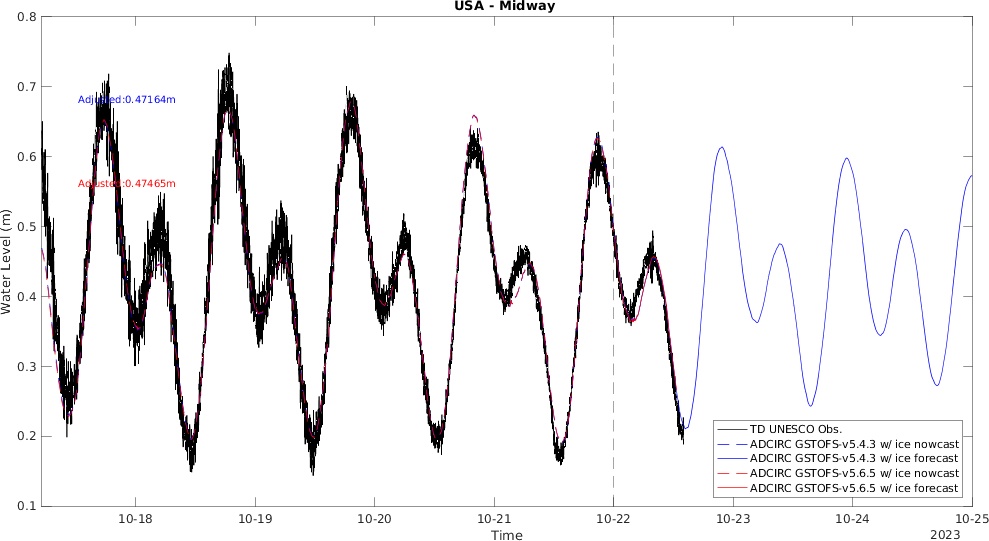 USA - Midway
Water Level (m)
0.8
0.7
0.6
0.5
0.4
0.3
0.2
0.1
Adjusted:0.47164m
Adjusted:0.47465m
TD UNESCO Obs.
ADCIRC GSTOFS-v5.4.3 w/ ice nowcast
ADCIRC GSTOFS-v5.4.3 w/ ice forecast
ADCIRC GSTOFS-v5.6.5 w/ ice nowcast
ADCIRC GSTOFS-v5.6.5 w/ ice forecast
10-18 10-19 10-20 10-21 10-22 10-23 10-24 10-25
Time
2023